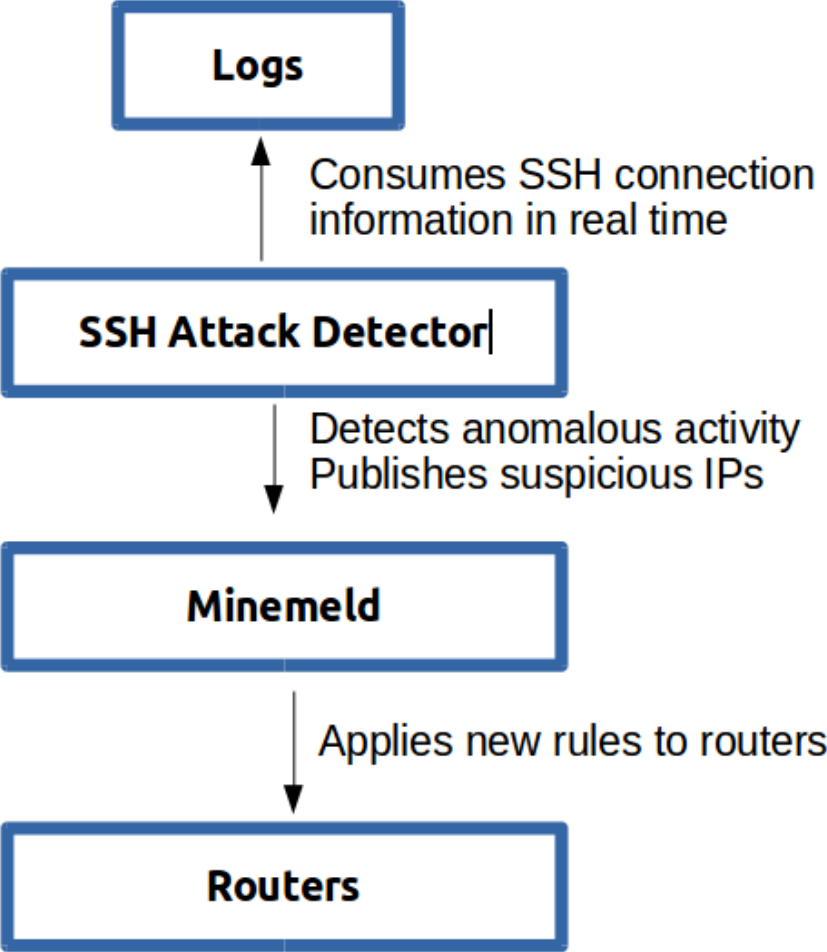 Logs
Consumes SSH connection
information in real time
SSH Attack Detector
Detects anomalous activity
Publishes suspicious IPs
Minemeld
Applies new rules to routers
Routers